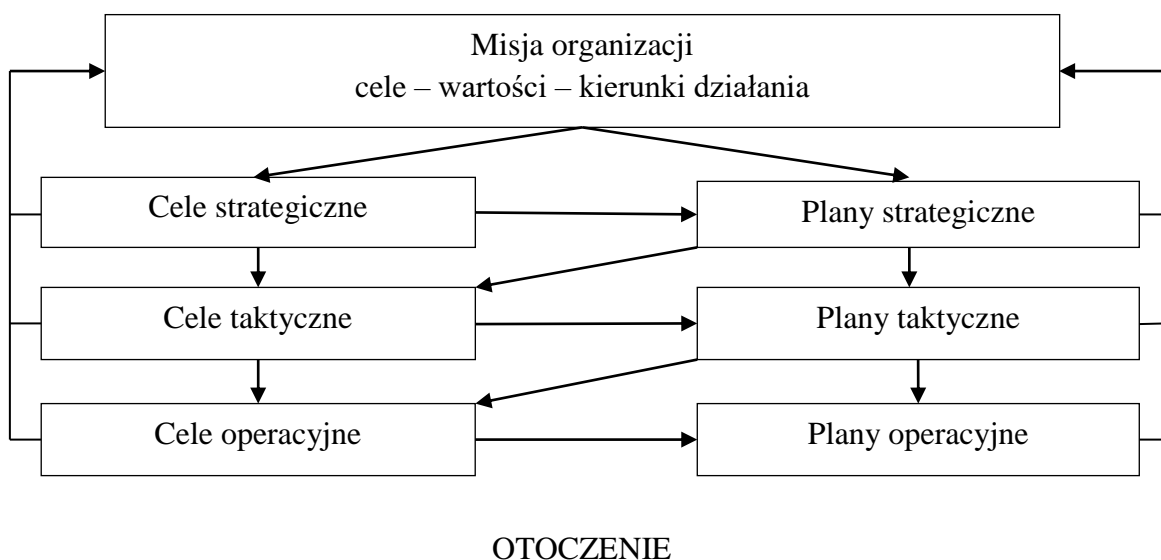 Misja organizacji
cele – wartości – kierunki działania
Cele strategiczne
Plany strategiczne
Cele taktyczne
Plany taktyczne
Cele operacyjne
Plany operacyjne
OTOCZENIE